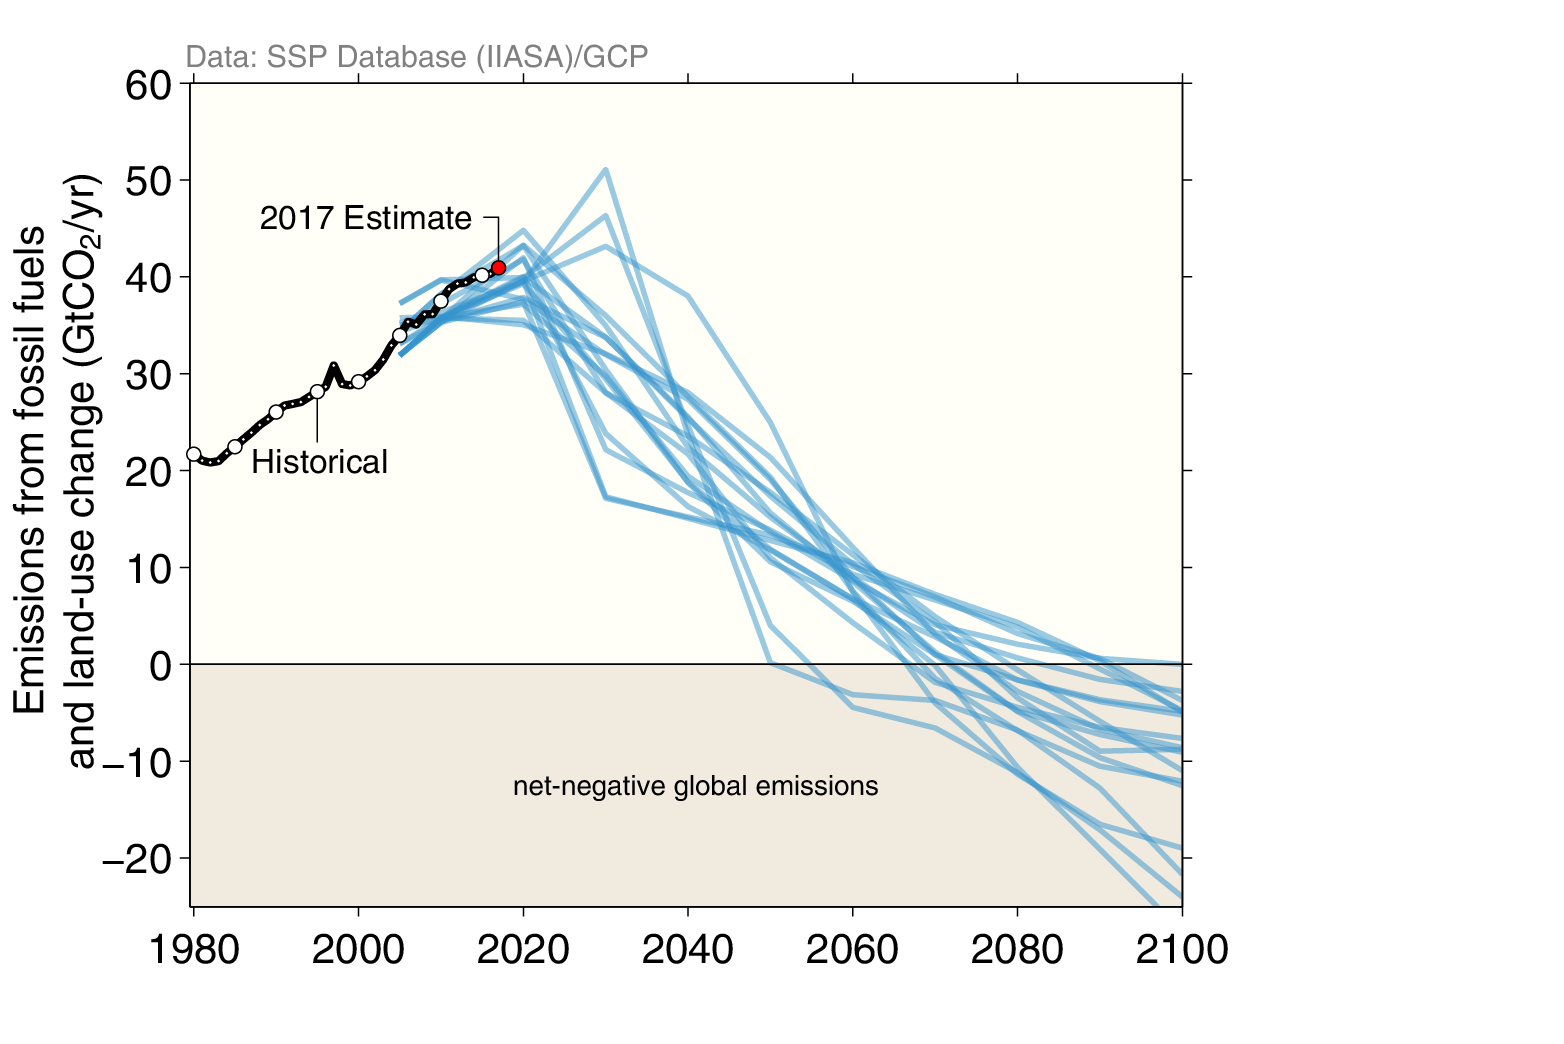 Data: SSP Database (IIASA)/GCP
Emissions from fossil fuels
and land-use change (GtCO₂/yr)
60
50
40
30
20
10
0
−10
−20
2017 Estimate
Historical
net-negative global emissions
1980 2000 2020 2040 2060 2080 2100